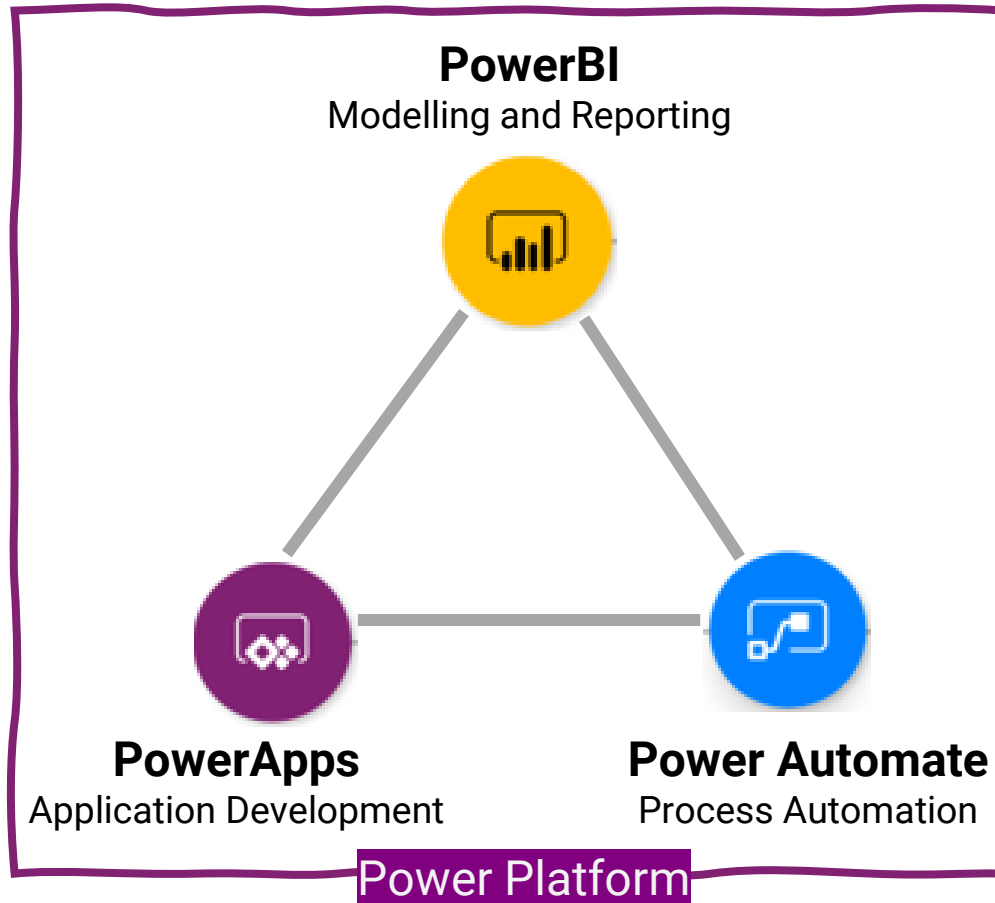 PowerBI
Modelling and Reporting
PowerApps
Application Development
Power Automate
Process Automation
Power Platform